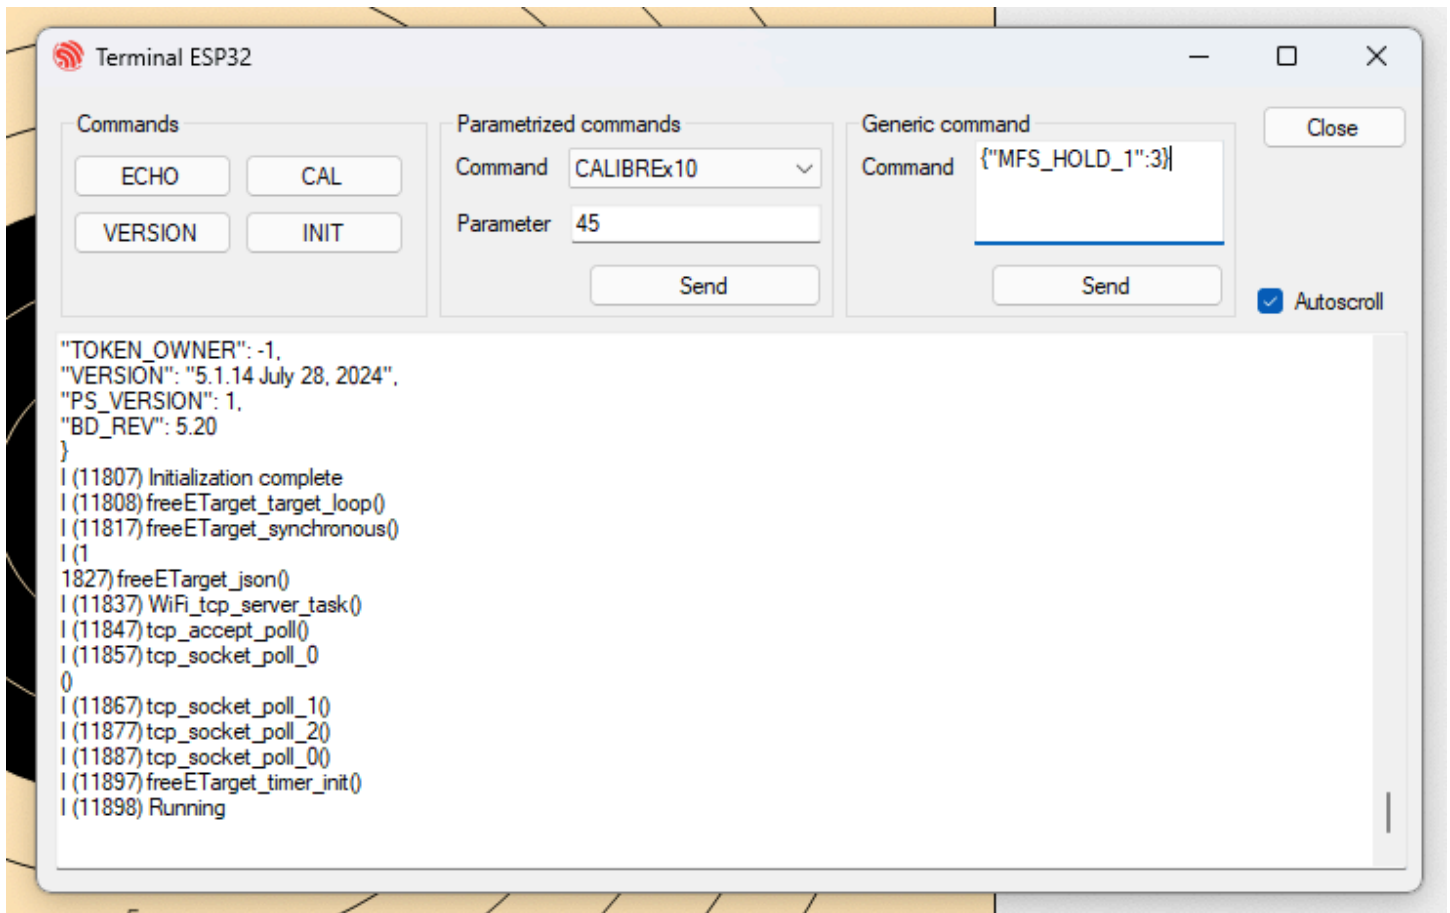 Terminal ESP32
Commands
ECHO
CAL
VERSION
INIT
Parametrized commands
Command CALIBREx10
Parameter 45
Send
Generic command
Command {"MFS_HOLD_1":3}
Send
Close
Autoscroll
"TOKEN_OWNER": -1,
"VERSION": "5.1.14 July 28, 2024",
"PS_VERSION": 1,
"BD_REV": 5.20
}
I (11807) Initialization complete
I (11808) freeETarget_target_loop()
I (11817) freeETarget_synchronous()
I (1
1827) freeETarget_json()
I (11837) WiFi_tcp_server_task()
I (11847) tcp_accept_poll()
I (11857) tcp_socket_poll_0
()
I (11867) tcp_socket_poll_1()
I (11877) tcp_socket_poll_2()
I (11887) tcp_socket_poll_0()
I (11897) freeETarget_timer_init()
I (11898) Running